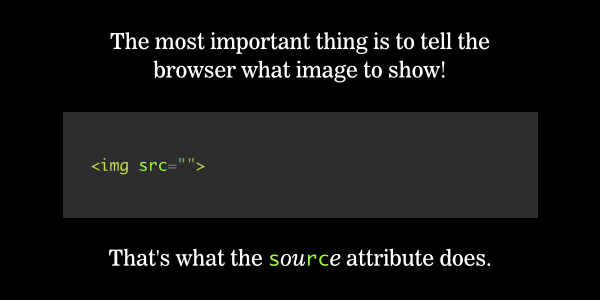 The most important thing is to tell the
browser what image to show!
<img src="">
That's what the source attribute does.